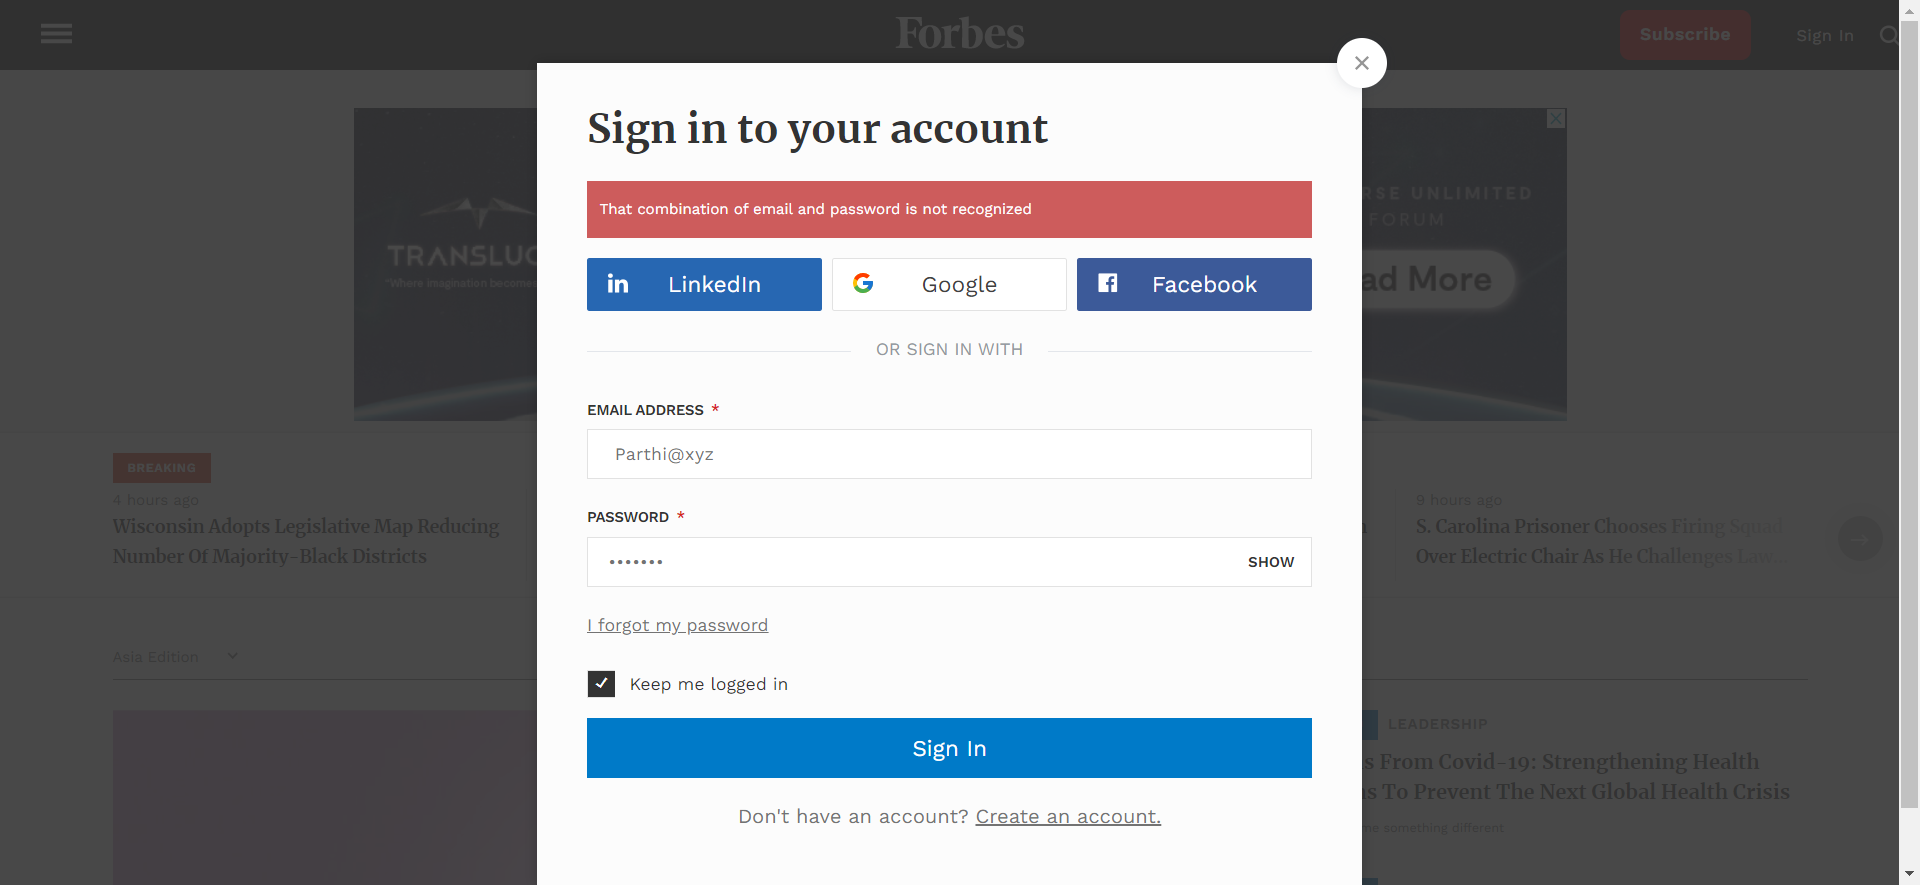 Forbes
Subscribe
Sign In
Sign in to your account
That combination of email and password is not recognized
LinkedIn
Google
Facebook
OR SIGN IN WITH
EMAIL ADDRESS *
Parthi@xyz
PASSWORD *
•••••••
SHOW
I forgot my password
Keep me logged in
Sign In
Don't have an account? Create an account.
TRANSLUC
"Where imagination becomes
RSE UNLIMITED
FORUM
ad More
BREAKING
4 hours ago
Wisconsin Adopts Legislative Map Reducing
Number Of Majority-Black Districts
9 hours ago
S. Carolina Prisoner Chooses Firing Squad
Over Electric Chair As He Challenges Law...
Asia Edition
LEADERSHIP
s From Covid-19: Strengthening Health
s To Prevent The Next Global Health Crisis
me something different